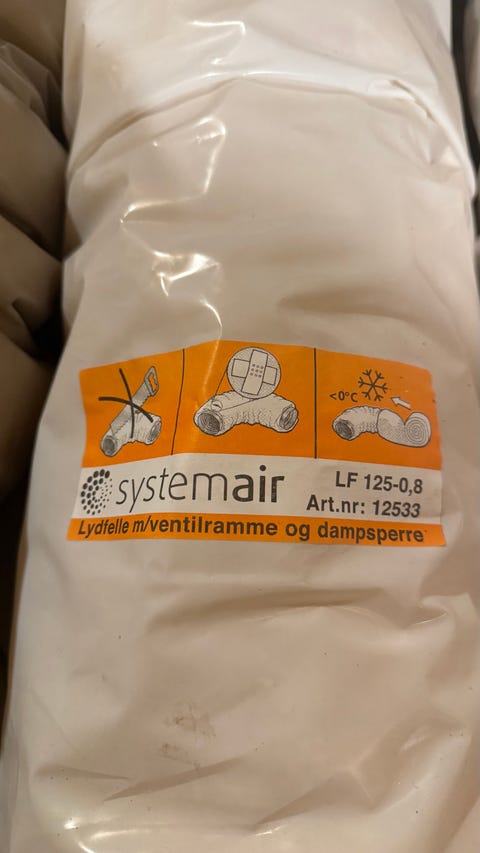 <0°C
systemair
LF 125-0,8
Art.nr: 12533
Lydfelle m/ventilramme og dampsperre